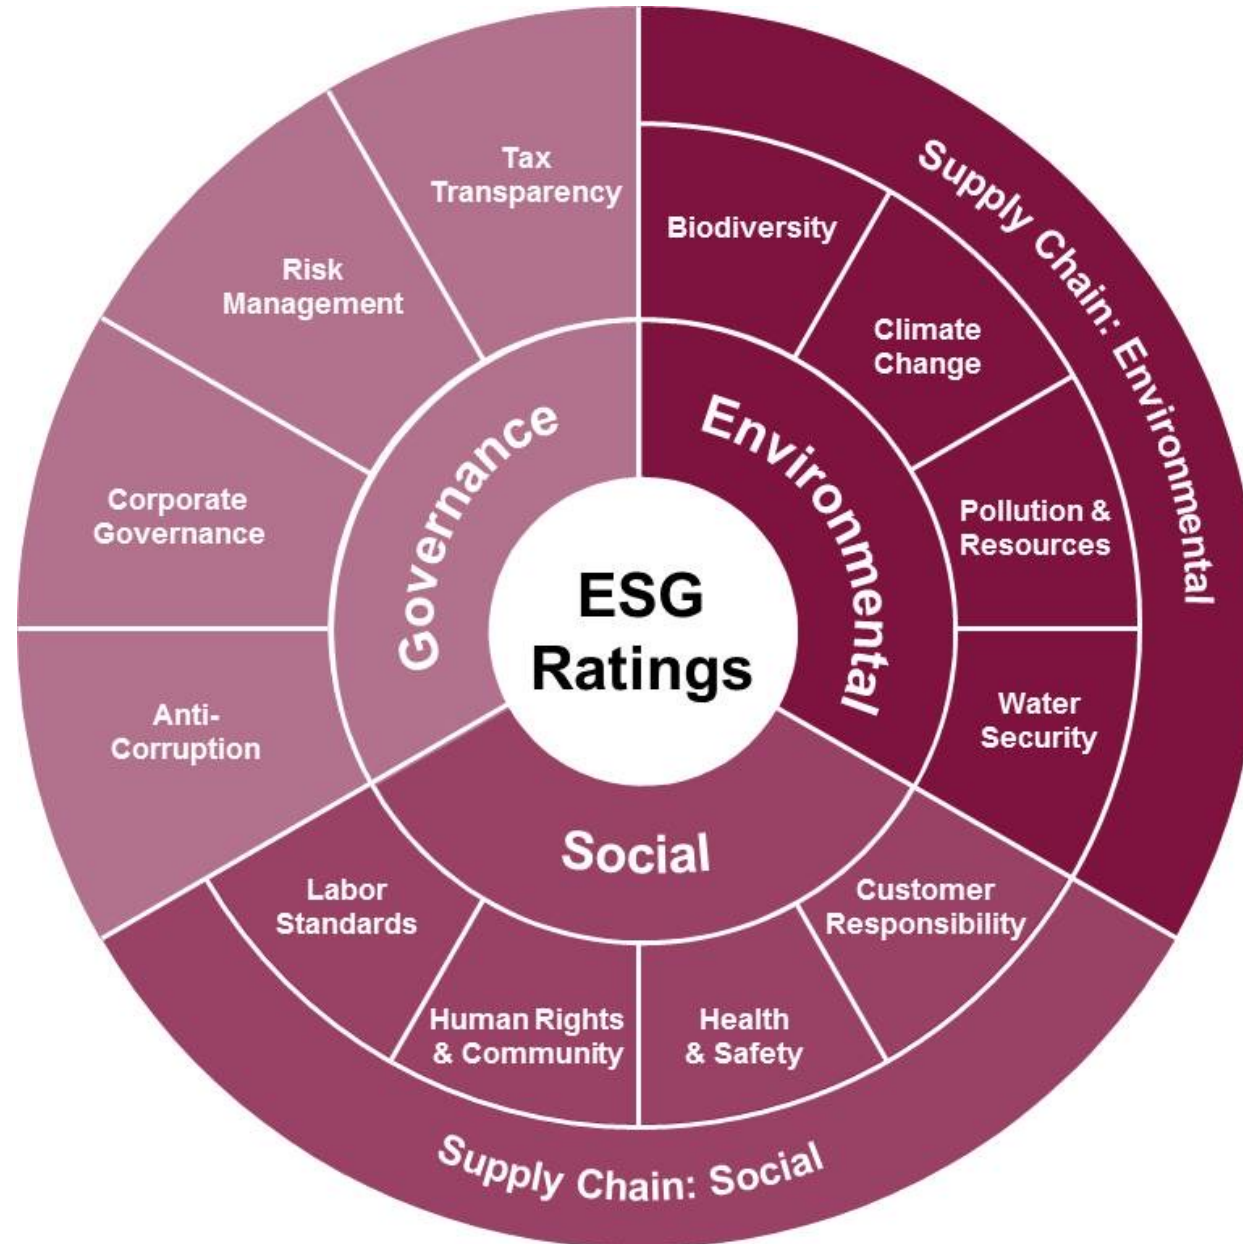 Tax
Transparency
Risk
Management
Corporate
Governance
Anti-
Corruption
Governance
Supply Chain: Environmental
Biodiversity
Climate
Change
Pollution &
Resources
Water
Security
Environmental
ESG
Ratings
Social
Customer
Responsibility
Health
& Safety
Human Rights
& Community
Labor
Standards
Supply Chain: Social